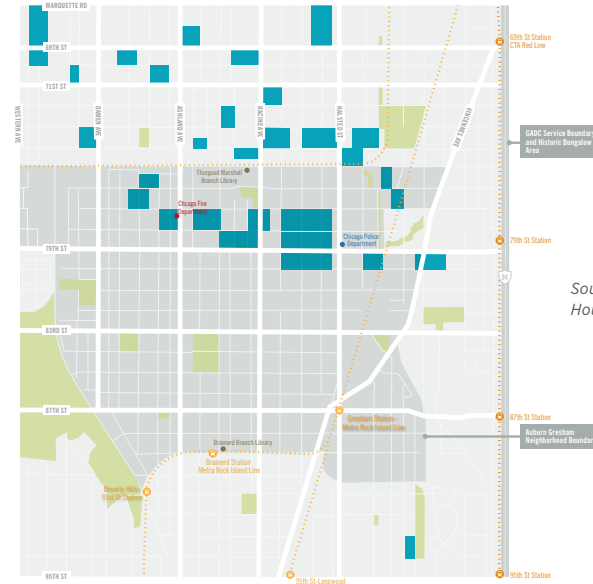 MARQUETTE RD
69TH ST
71ST ST
WESTERN AVE
DAMEN AVE
ASHLAND AVE
RACINE AVE
HALSTED ST
VINCENNES AVE
69th St Station
CTA Red Line
GADC Service Boundary
and Historic Bungalow
Area
Thurgood Marshall
Branch Library
Chicago Fire
Department
Chicago Police
Department
79TH ST
79th St Station
94
Sou
Hou
83RD ST
87TH ST
Gresham Station
Metra Rock Island Line
87th St Station
Auburn Gresham
Neighborhood Boundar
Brainerd Branch Library
Brainerd Station
Metra Rock Island Line
Beverly Hills
91st St Station
95TH ST
95th St-Longwood
95th St Station